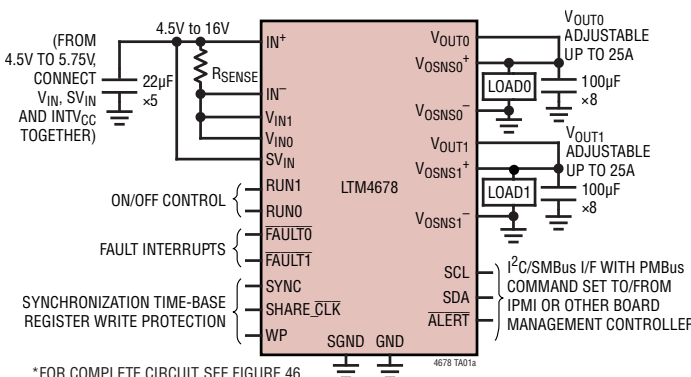 4.5V to 16V
(FROM
4.5V TO 5.75V,
CONNECT
VIN, SVIN
AND INTVCC
TOGETHER)
22µF
×5
RSENSE
IN+
IN–
VIN1
VIN0
SVIN
ON/OFF CONTROL
RUN1
RUN0
FAULT INTERRUPTS
FAULT0
FAULT1
SYNCHRONIZATION TIME-BASE
REGISTER WRITE PROTECTION
SYNC
SHARE_CLK
WP
LTM4678
SGND GND
VOUT0
VOSNS0+
VOSNS0–
VOUT1
VOSNS1+
VOSNS1–
SCL
SDA
ALERT
VOUT0
ADJUSTABLE
UP TO 25A
LOAD0
100µF
×8
VOUT1
ADJUSTABLE
UP TO 25A
LOAD1
100µF
×8
I2C/SMBus I/F WITH PMBus
COMMAND SET TO/FROM
IPMI OR OTHER BOARD
MANAGEMENT CONTROLLER
4678 TA01a
*FOR COMPLETE CIRCUIT SEE FIGURE 46